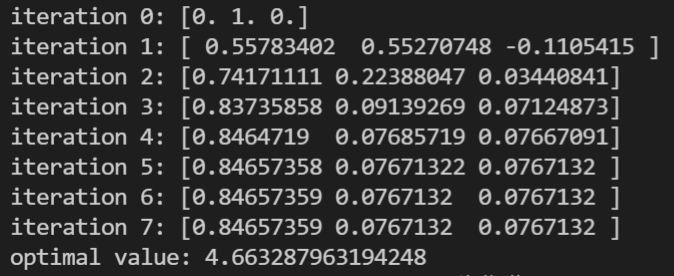 iteration 0: [0. 1. 0.]
iteration 1: [ 0.55783402  0.55270748 -0.1105415 ]
iteration 2: [0.74171111 0.22388047 0.03440841]
iteration 3: [0.83735858 0.09139269 0.07124873]
iteration 4: [0.8464719  0.07685719 0.07667091]
iteration 5: [0.84657358 0.07671322 0.0767132 ]
iteration 6: [0.84657359 0.0767132  0.0767132 ]
iteration 7: [0.84657359 0.0767132  0.0767132 ]
optimal value: 4.663287963194248